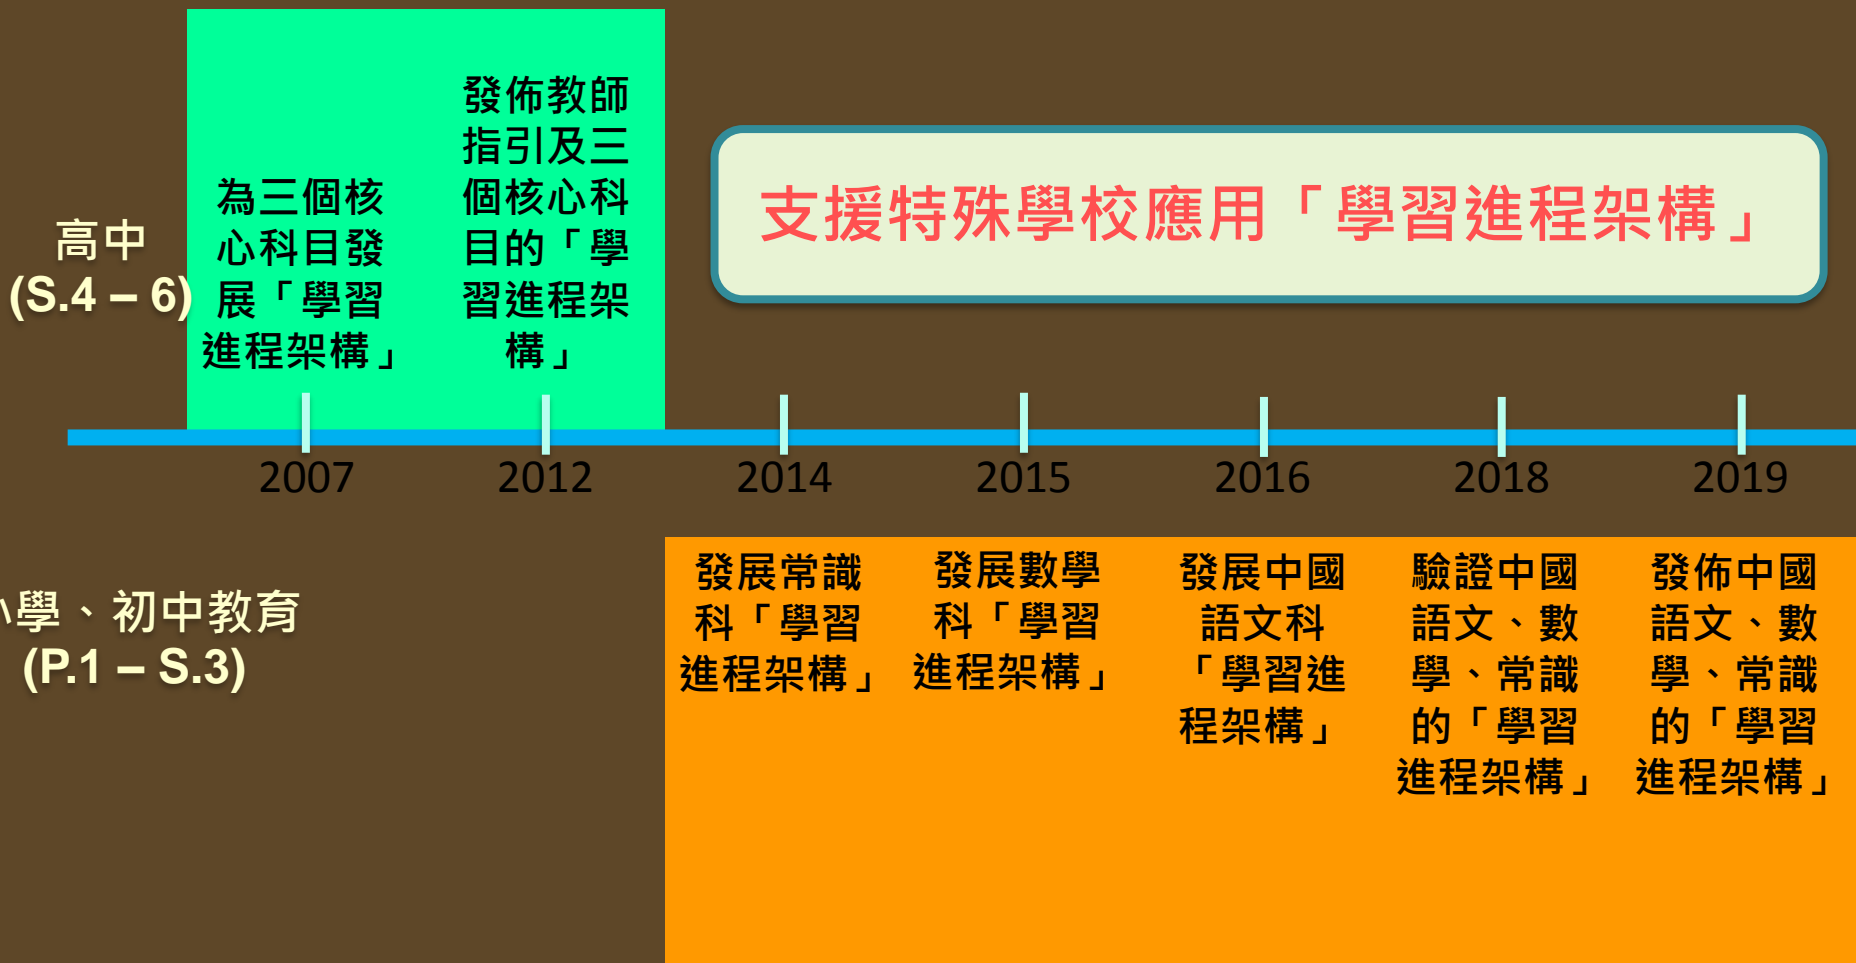 高中
(S.4 – 6)
為三個核
心科目發
展「學習
進程架構」
發佈教師
指引及三
個核心科
目的「學
習進程架
構」
支援特殊學校應用「學習進程架構」
2007 2012 2014 2015 2016 2018 2019
小學、初中教育
(P.1 – S.3)
發展常識
科「學習
進程架構」
發展數學
科「學習
進程架構」
發展中國
語文科
「學習進
程架構」
驗證中國
語文、數
學、常識
的「學習
進程架構」
發佈中國
語文、數
學、常識
的「學習
進程架構」